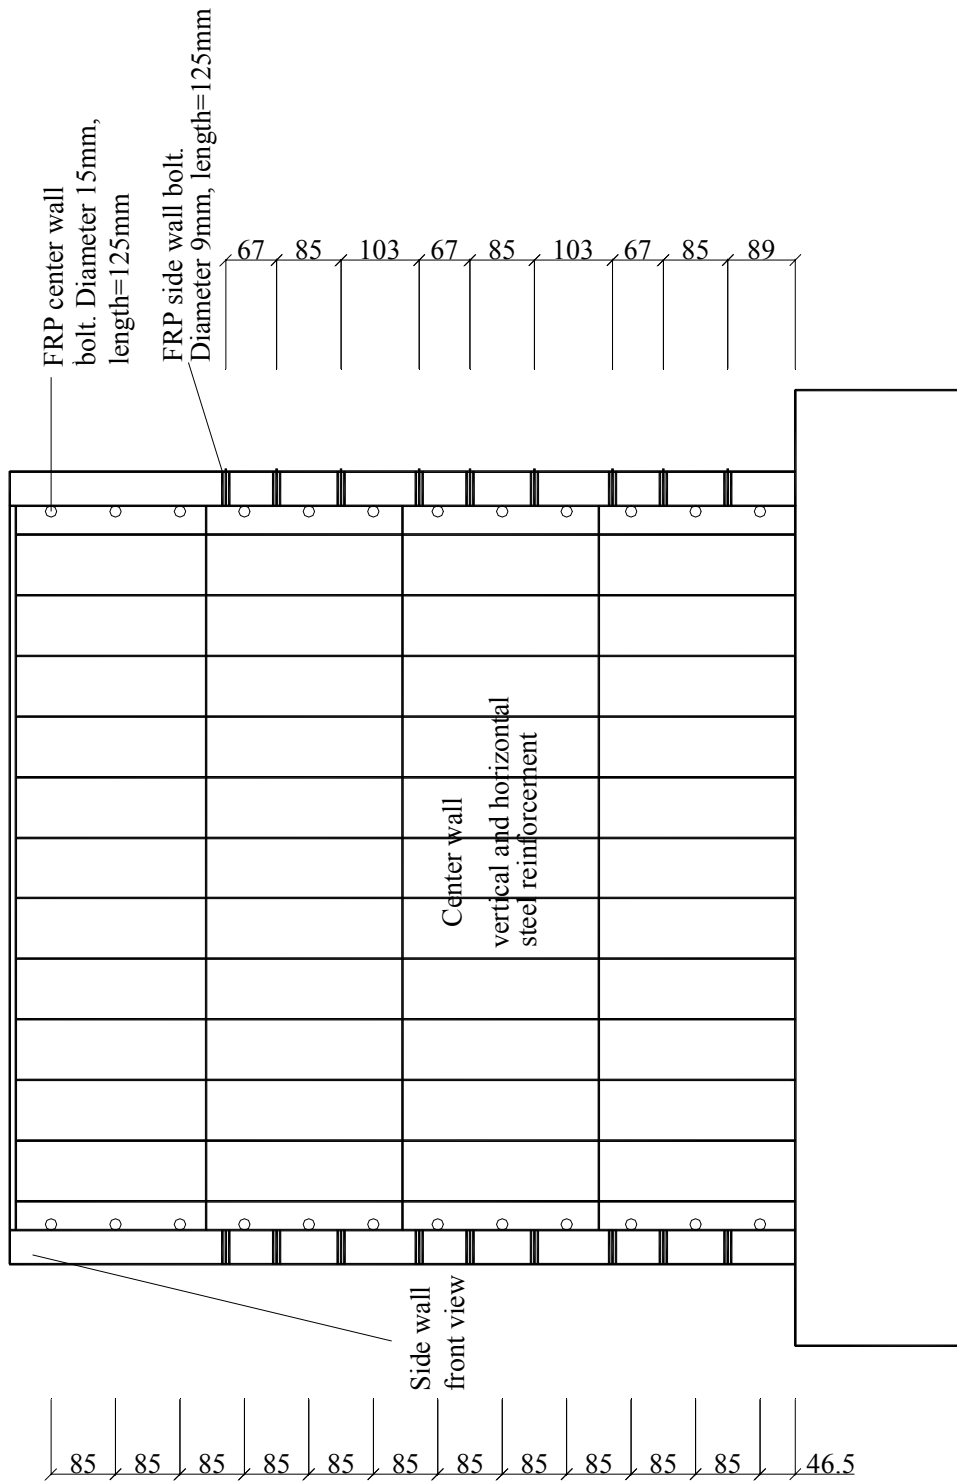 FRP center wall
bolt. Diameter 15mm,
length=125mm
FRP side wall bolt.
Diameter 9mm, length=125mm
67
85
103
67
85
103
67
85
89
Center wall
vertical and horizontal
steel reinforcement
Side wall
front view
85
85
85
85
85
85
85
85
85
85
85
46.5